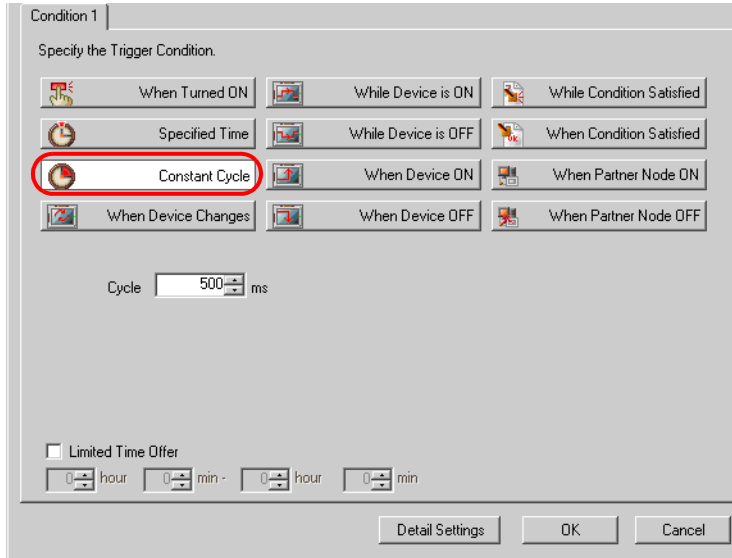 Condition 1
Specify the Trigger Condition.
When Turned ON While Device is ON While Condition Satisfied
Specified Time While Device is OFF When Condition Satisfied
Constant Cycle When Device ON When Partner Node ON
When Device Changes When Device OFF When Partner Node OFF
Cycle 500 ms
Limited Time Offer
0 hour 0 min - 0 hour 0 min
Detail Settings OK Cancel